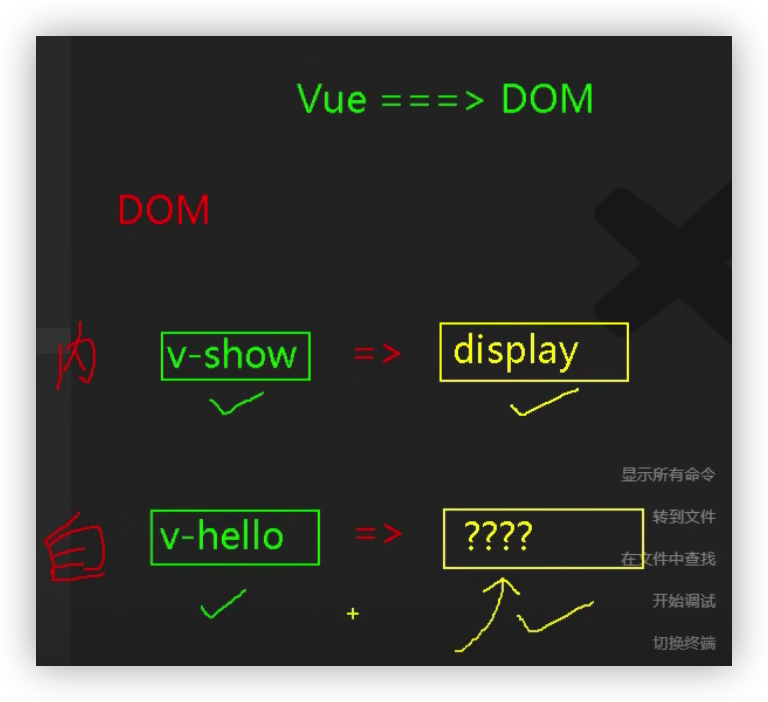 Vue ===> DOM
DOM
内 v-show => display
显示所有命令
转到文件
自 v-hello => ????
在文件中查找
开始调试
切换终端